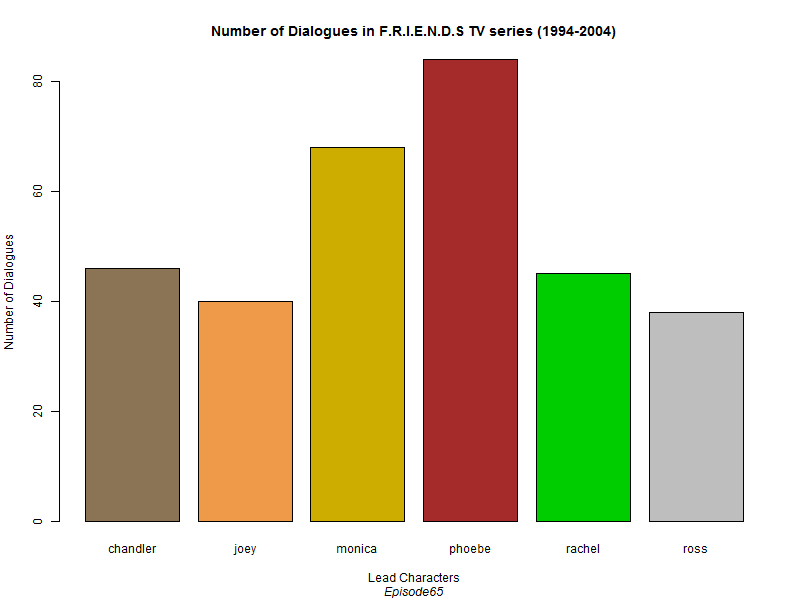 Number of Dialogues in F.R.I.E.N.D.S TV series (1994-2004)
Number of Dialogues
80
60
40
20
0
chandler joey monica phoebe rachel ross
Lead Characters
Episode65